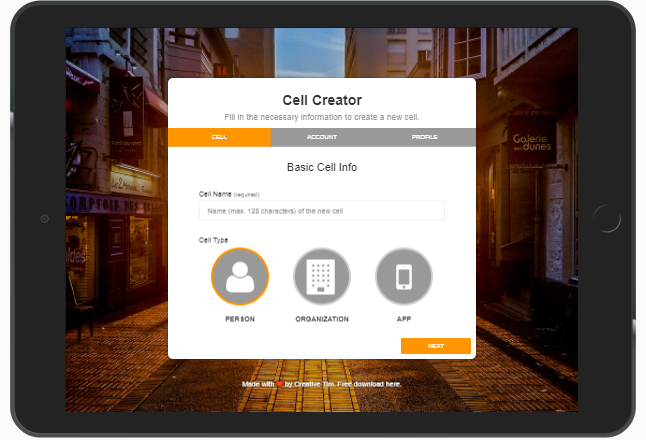 Cell Creator
Fill in the necessary information to create a new cell.
CELL
ACCOUNT
PROFILE
Basic Cell Info
Cell Name (required)
Name (max. 128 characters) of the new cell
Cell Type
PERSON
ORGANIZATION
APP
NEXT
Made with ❤ by Creative Tim. Free download here.
Restaurant
Galerie
des dunes
COMPTOIR DES